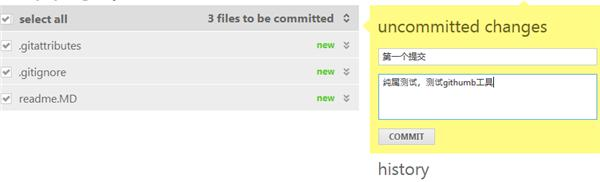 select all 3 files to be committed
.gitattributes new
.gitignore new
readme.MD new
uncommitted changes
第一个提交
纯属测试，测试githumb工具
COMMIT
history